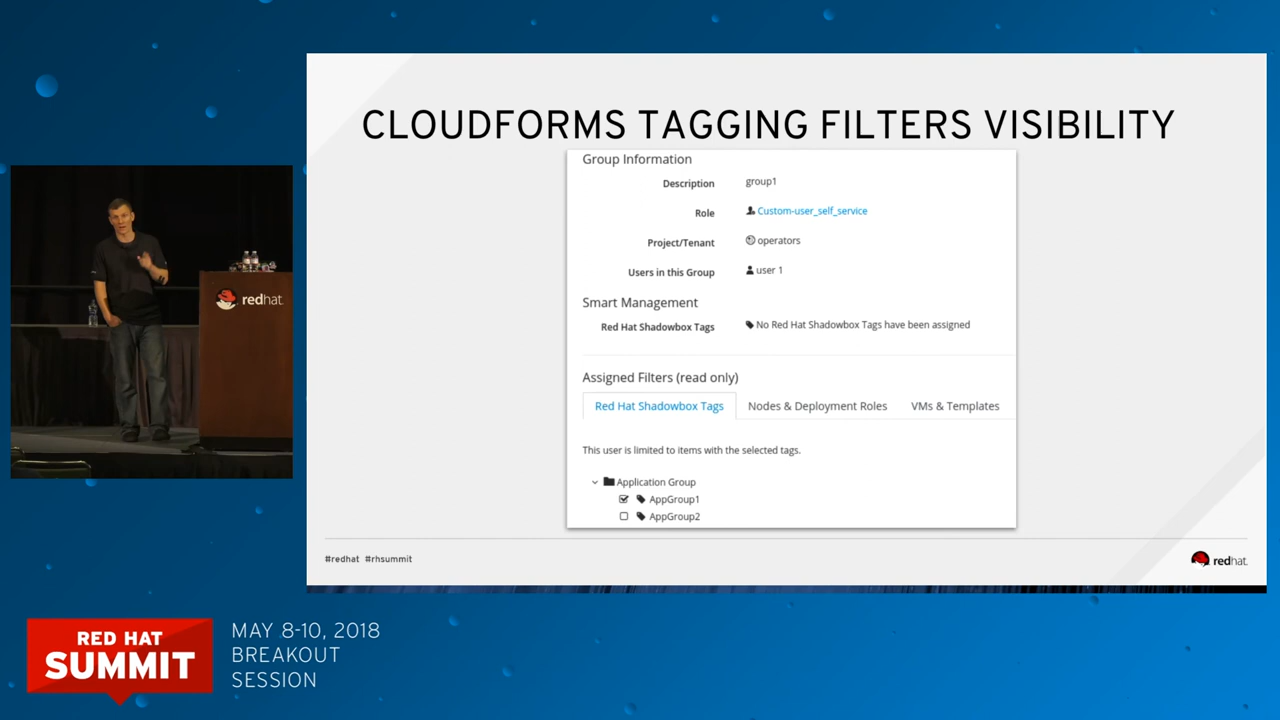 CLOUDFORMS TAGGING FILTERS VISIBILITY
Group Information
Description group1
Role Custom-user_self_service
Project/Tenant operators
Users in this Group user 1
Smart Management
Red Hat Shadowbox Tags No Red Hat Shadowbox Tags have been assigned
Assigned Filters (read only)
Red Hat Shadowbox Tags Nodes & Deployment Roles VMs & Templates
This user is limited to items with the selected tags.
Application Group
AppGroup1
AppGroup2
#redhat #rhsummit
redhat.
redhat.
RED HAT
SUMMIT
MAY 8-10, 2018
BREAKOUT
SESSION